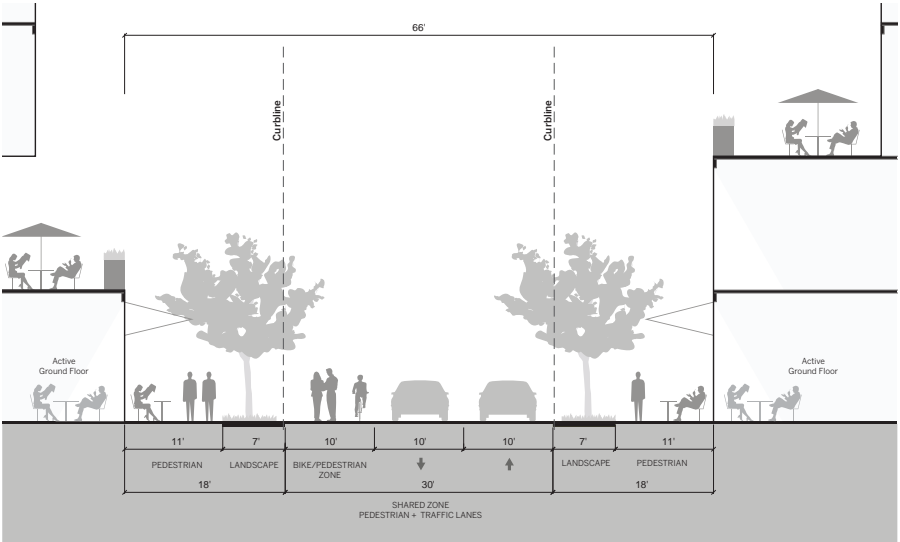 66'
Curbline
Curbline
Active
Ground Floor
Active
Ground Floor
11'
7'
10'
10'
10'
7'
11'
PEDESTRIAN
LANDSCAPE
BIKE/PEDESTRIAN
ZONE
LANDSCAPE
PEDESTRIAN
18'
30'
18'
SHARED ZONE
PEDESTRIAN + TRAFFIC LANES